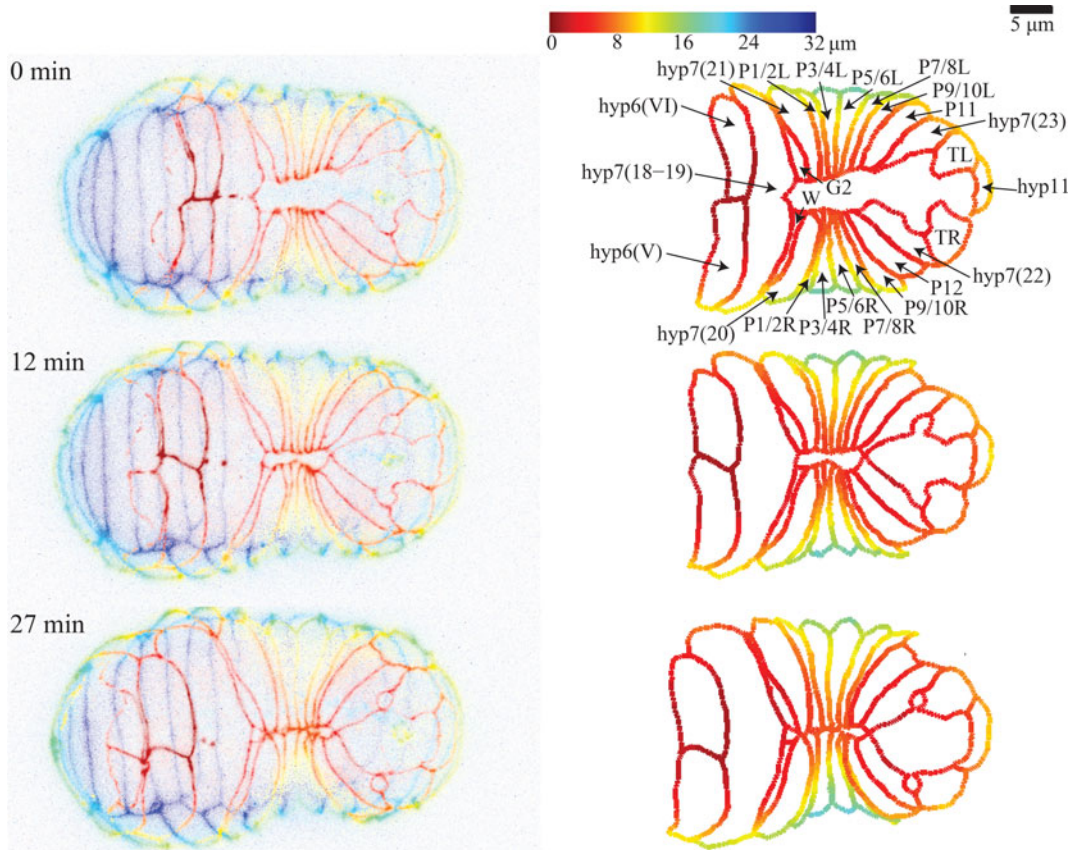 5 μm
0 8 16 24 32 μm
0 min
hyp7(21) P1/2L P3/4L P5/6L P7/8L
P9/10L
P11
hyp7(23)
hyp6(VI)
TL
hyp7(18−19)
G2
hyp11
W
TR
hyp6(V)
hyp7(22)
P12
P9/10R
P5/6R
hyp7(20) P1/2R P3/4R P7/8R
12 min
27 min